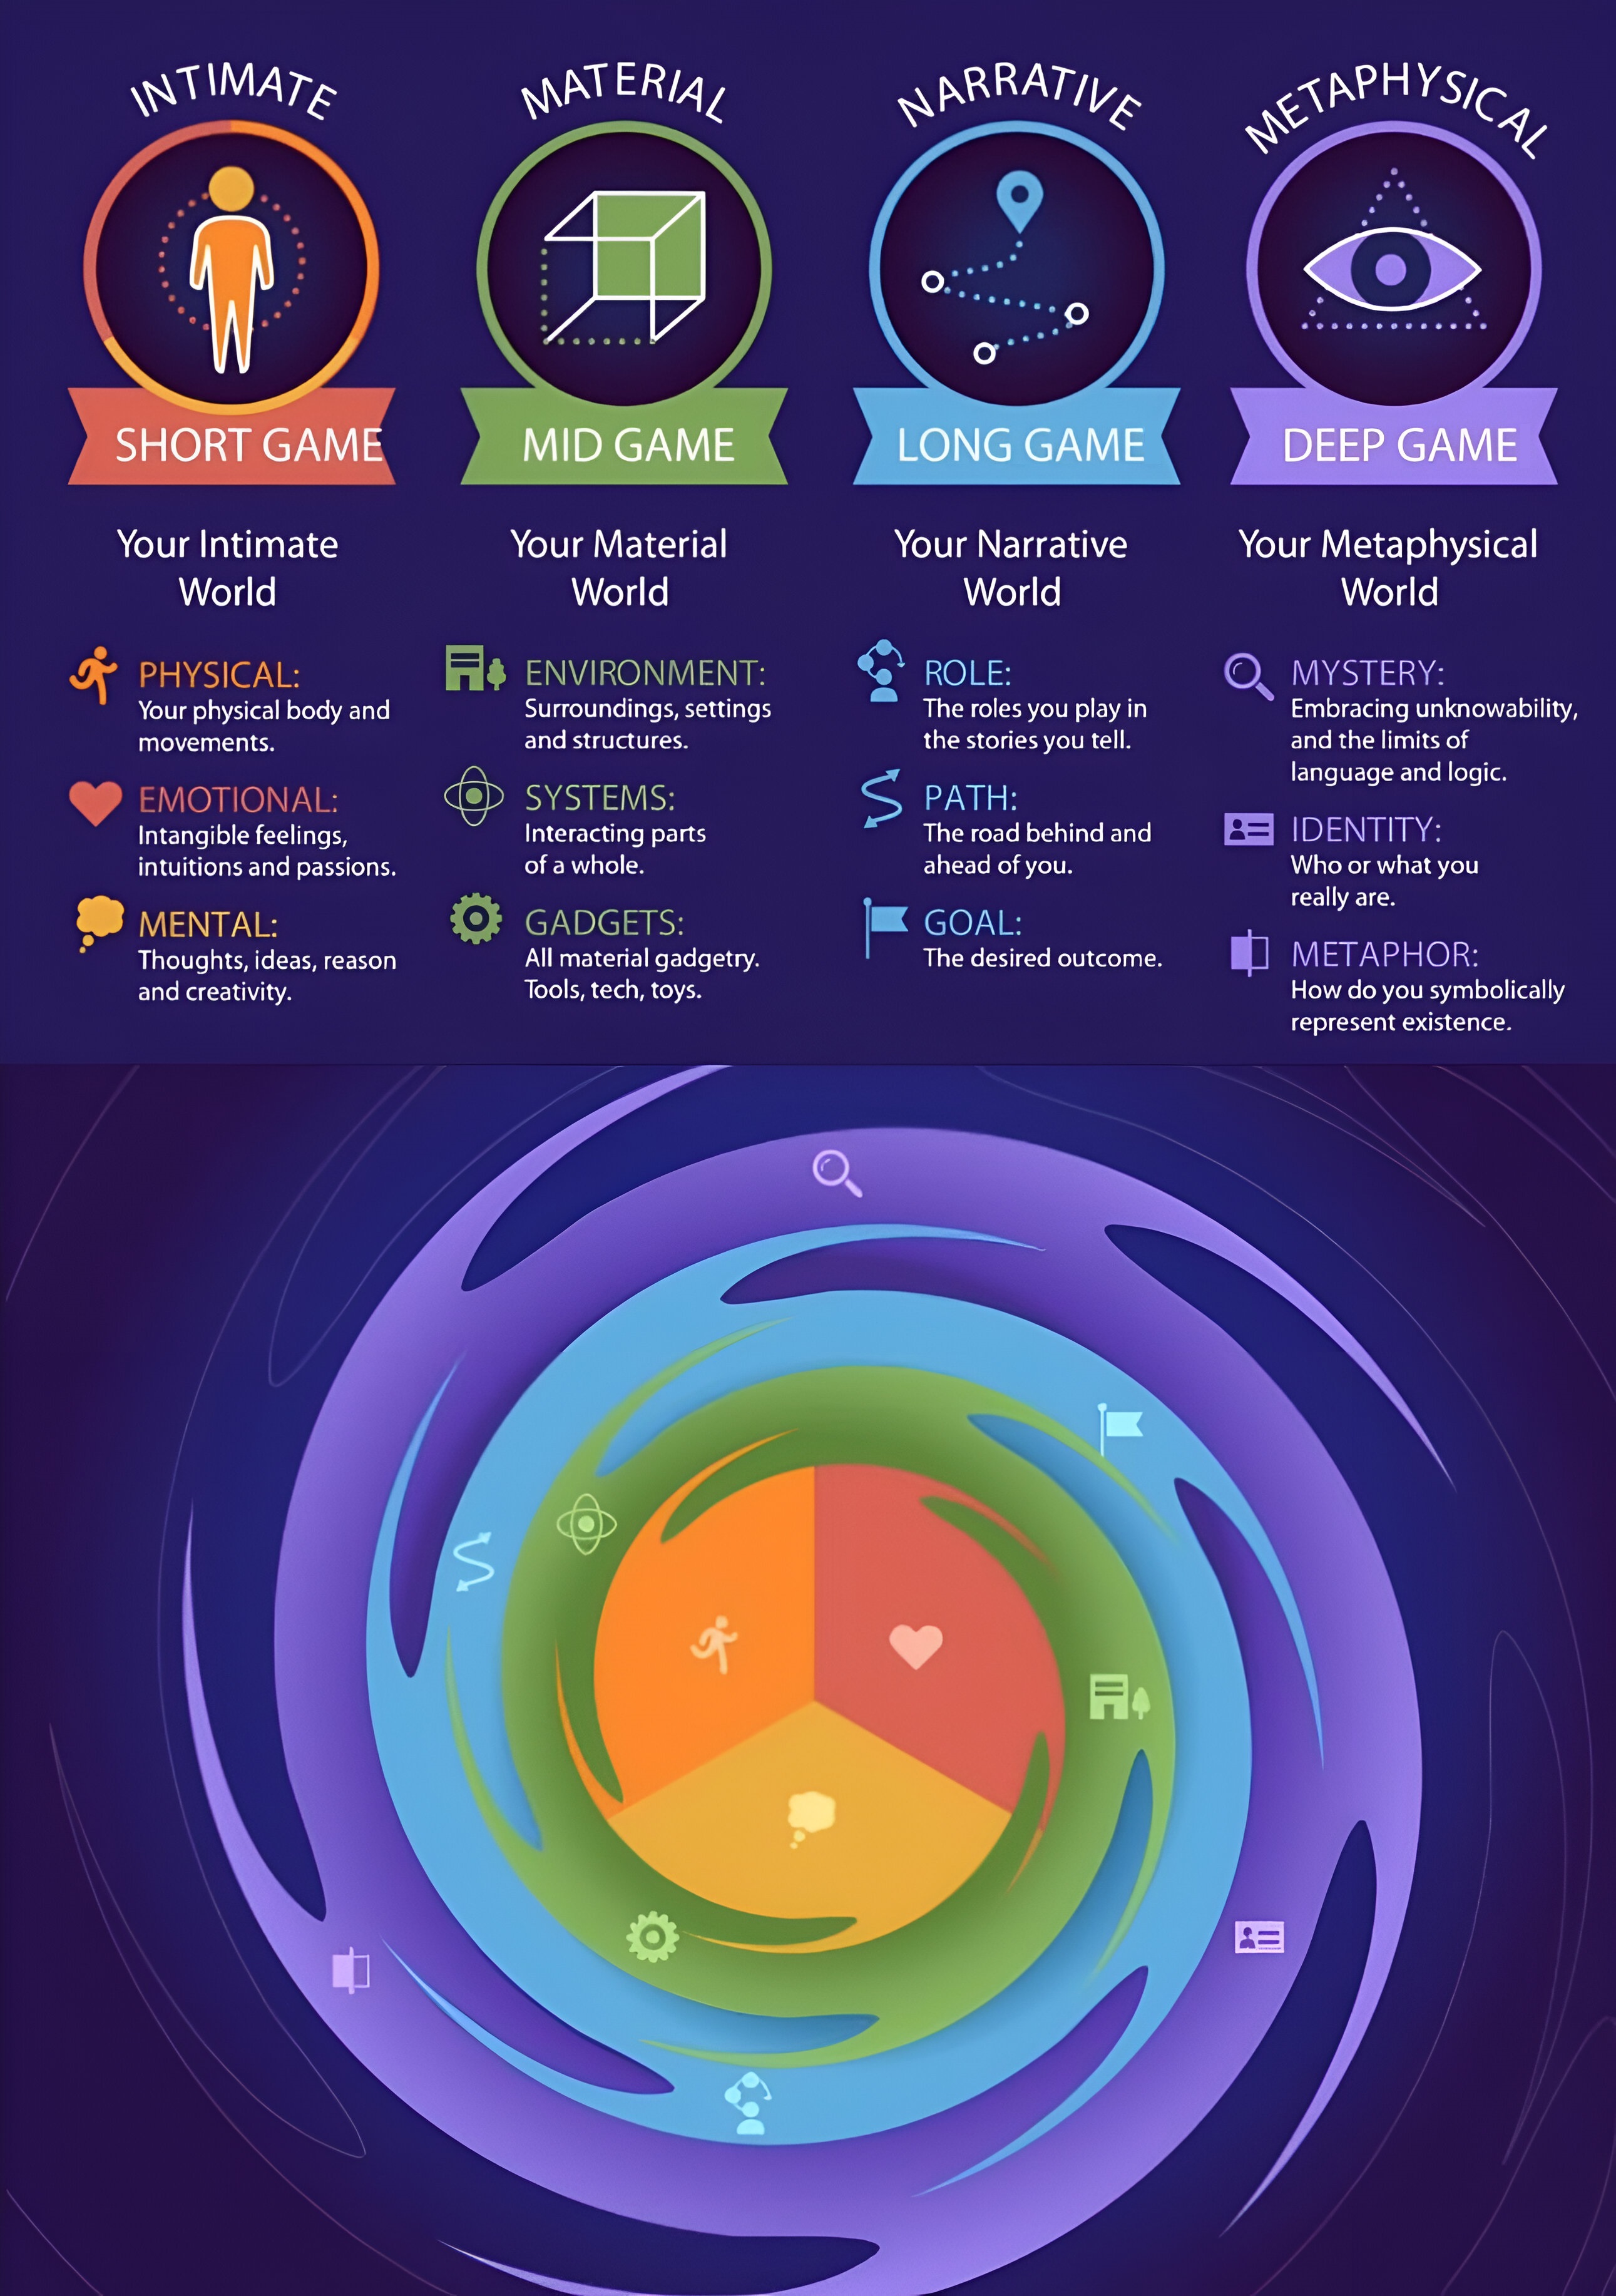 INTIMATE
SHORT GAME
Your Intimate
World
PHYSICAL:
Your physical body and
movements.
EMOTIONAL:
Intangible feelings,
intuitions and passions.
MENTAL:
Thoughts, ideas, reason
and creativity.
MATERIAL
MID GAME
Your Material
World
ENVIRONMENT:
Surroundings, settings
and structures.
SYSTEMS:
Interacting parts
of a whole.
GADGETS:
All material gadgetry.
Tools, tech, toys.
NARRATIVE
LONG GAME
Your Narrative
World
ROLE:
The roles you play in
the stories you tell.
PATH:
The road behind and
ahead of you.
GOAL:
The desired outcome.
METAPHYSICAL
DEEP GAME
Your Metaphysical
World
MYSTERY:
Embracing unknowability,
and the limits of
language and logic.
IDENTITY:
Who or what you
really are.
METAPHOR:
How do you symbolically
represent existence.